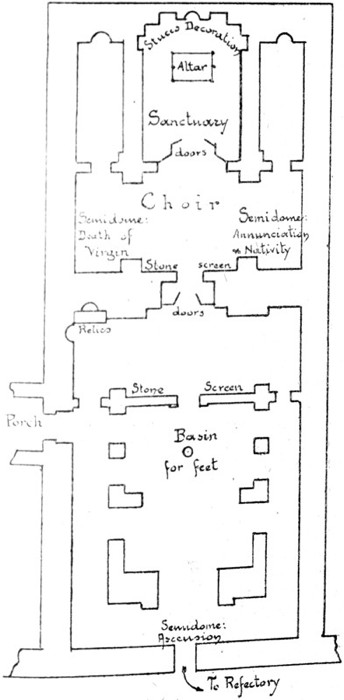 Stucco Decoration
Altar
Sanctuary
doors
Choir
Semidome:
Death of
Virgin
Semidome:
Annunciation
& Nativity
Stone screen
doors
Relics
Stone Screen
Porch
Basin
for feet
Semidome:
Ascension
To Refectory